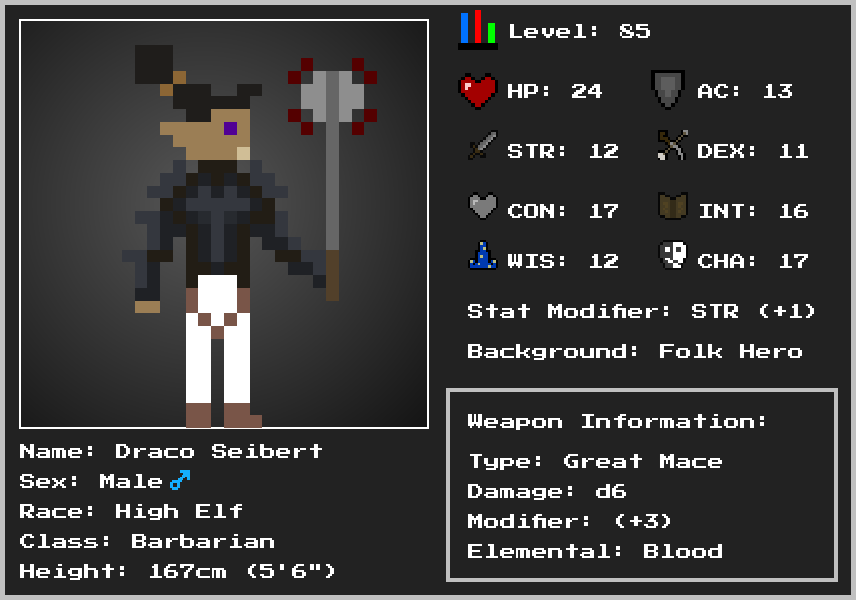 Level: 85
HP: 24
AC: 13
STR: 12
DEX: 11
CON: 17
INT: 16
WIS: 12
CHA: 17
Stat Modifier: STR (+1)
Background: Folk Hero
Weapon Information:
Type: Great Mace
Damage: d6
Modifier: (+3)
Elemental: Blood
Name: Draco Seibert
Sex: Male♂
Race: High Elf
Class: Barbarian
Height: 167cm (5'6")